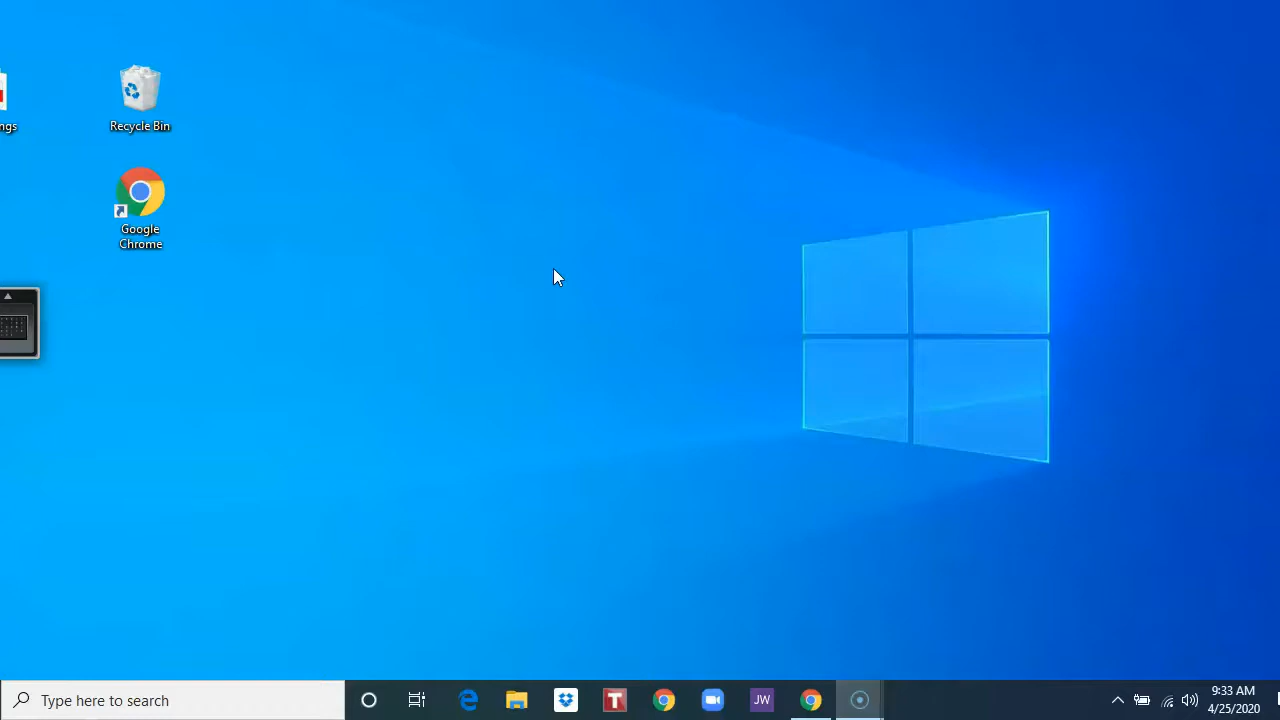 ngs
Recycle Bin
Google
Chrome
Type here to search
T
JW
9:33 AM
4/25/2020